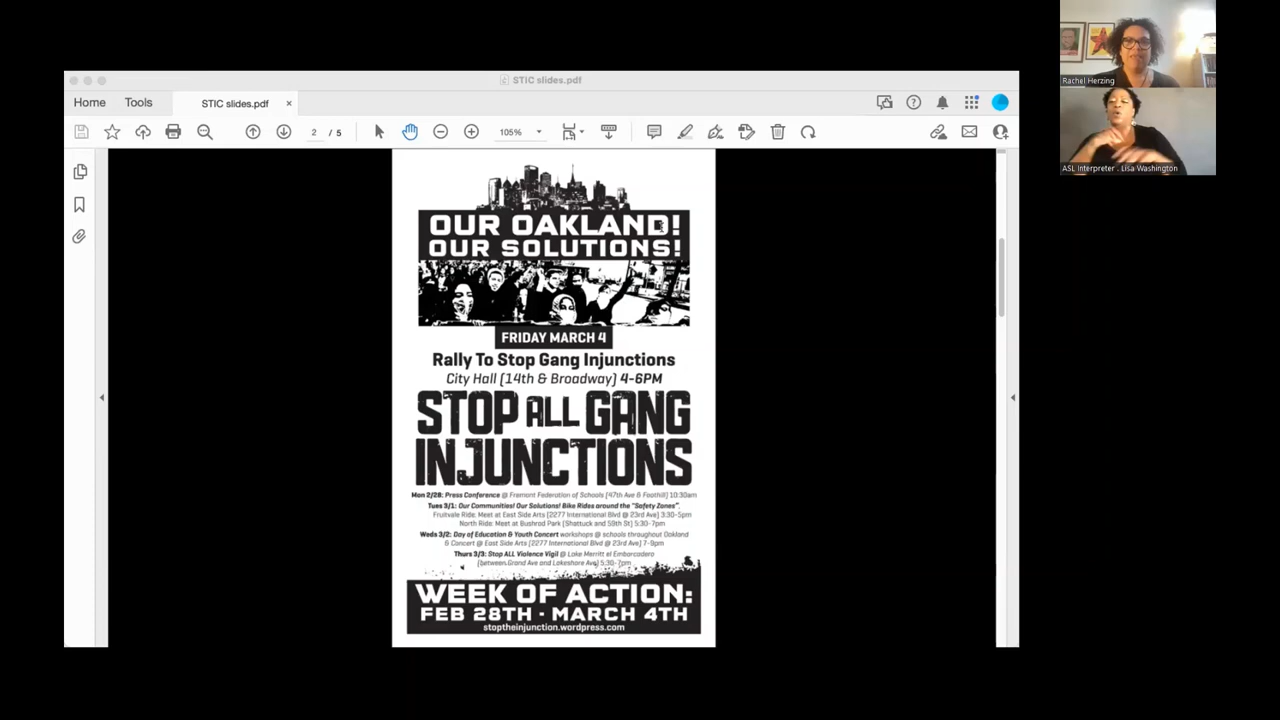 STIC slides.pdf
Home
Tools
STIC slides.pdf ×
2 / 5
105%
OUR OAKLAND!
OUR SOLUTIONS!
FRIDAY MARCH 4
Rally To Stop Gang Injunctions
City Hall (14th & Broadway) 4-6PM
STOP ALL GANG
INJUNCTIONS
Mon 2/28: Press Conference @ Fremont Federation of Schools (47th Ave & Foothill) 10:30am
Tues 3/1: Our Communities! Our Solutions! Bike Rides around the "Safety Zones".
Fruitvale Ride: Meet at East Side Arts (2277 International Blvd @ 23rd Ave) 3:30-5pm
North Ride: Meet at Bushrod Park (Shattuck and 59th St) 5:30-7pm
Weds 3/2: Day of Education & Youth Concert workshops @ schools throughout Oakland
& Concert @ East Side Arts (2277 International Blvd @ 23rd Ave) 7-9pm
Thurs 3/3: Stop ALL Violence Vigil @ Lake Merritt el Embarcadero
(between Grand Ave and Lakeshore Ave) 5:30-7pm
WEEK OF ACTION:
FEB 28TH - MARCH 4TH
stoptheinjunction.wordpress.com
Rachel Herzing
ASL Interpreter . Lisa Washington